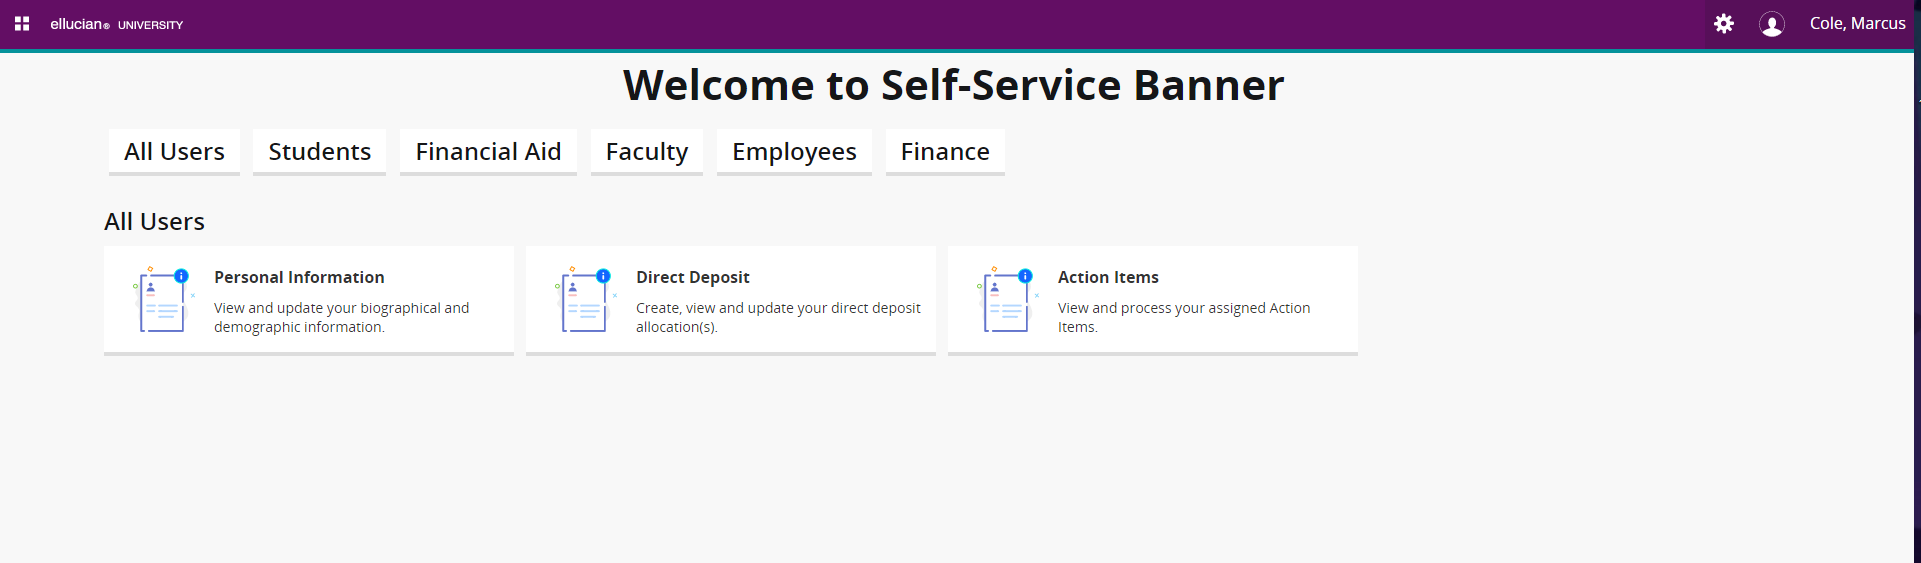 ellucian® UNIVERSITY
Cole, Marcus
Welcome to Self-Service Banner
All Users
Students
Financial Aid
Faculty
Employees
Finance
All Users
Personal Information
View and update your biographical and
demographic information.
Direct Deposit
Create, view and update your direct deposit
allocation(s).
Action Items
View and process your assigned Action
Items.